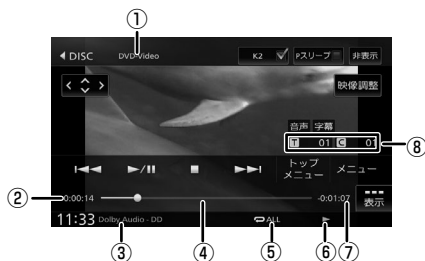 ①
◀ DISC DVD-Video K2 Pスリープ 非表示
映像調整
音声 字幕
T 01 C 01
⑧
トップメニュー メニュー
② 0:00:14 -0:01:07 表示
11:33 Dolby Audio - DD ALL
③ ④ ⑤ ⑥ ⑦